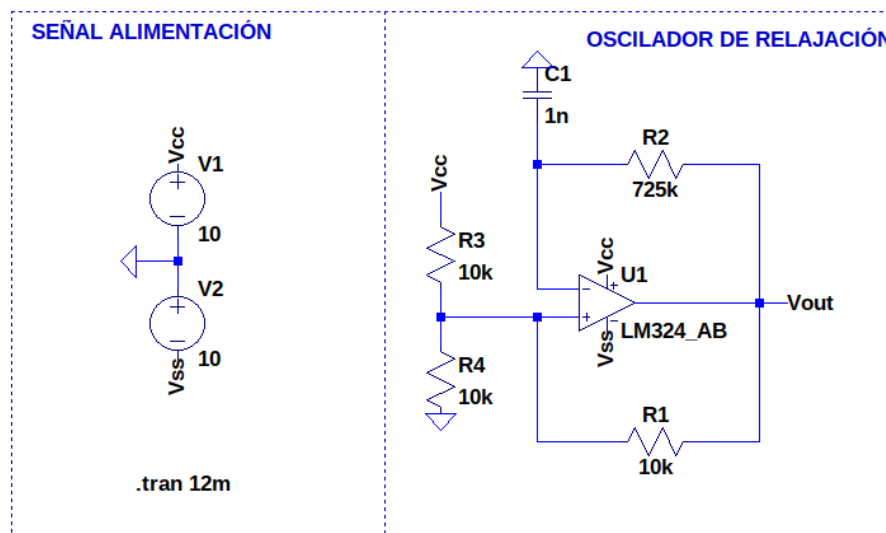 SEÑAL ALIMENTACIÓN
Vcc
V1
+
−
10
V2
+
−
10
Vss
.tran 12m
OSCILADOR DE RELAJACIÓN
C1
1n
R2
725k
Vcc
R3
10k
Vcc
U1
−
+
+
−
LM324_AB
Vss
Vout
R4
10k
R1
10k